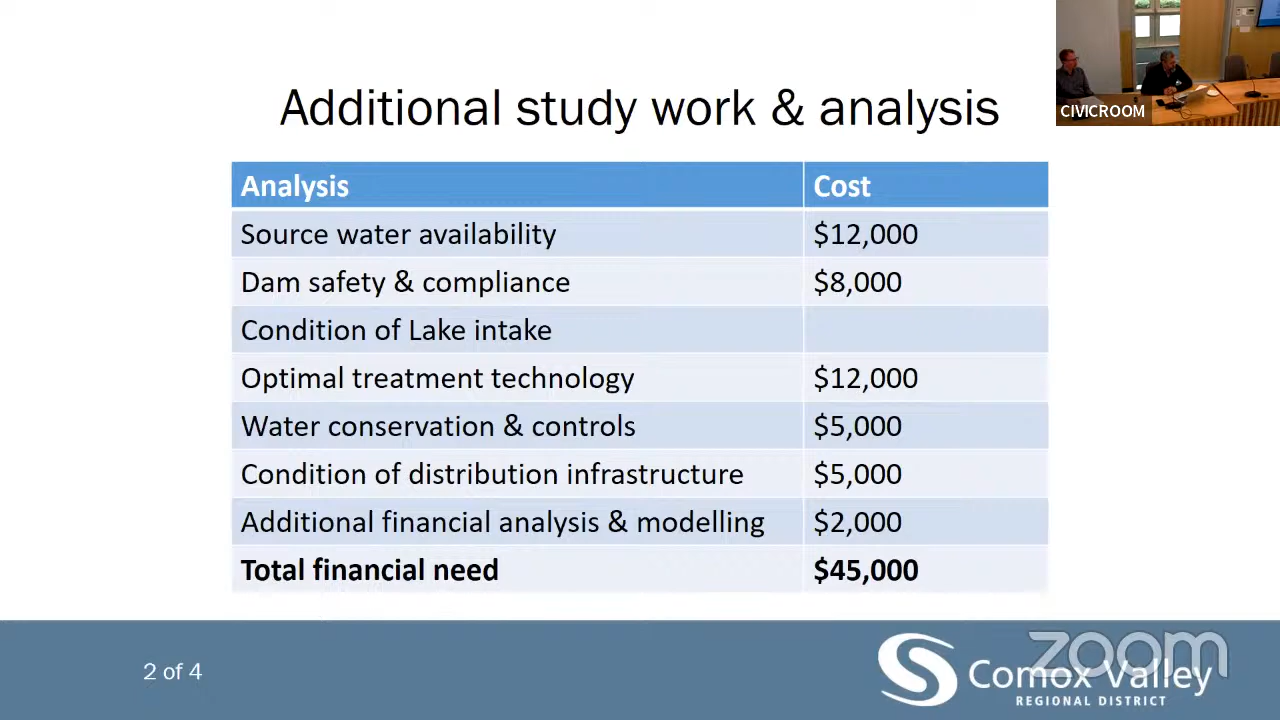 CIVICROOM
Additional study work & analysis
Analysis Cost
Source water availability $12,000
Dam safety & compliance $8,000
Condition of Lake intake
Optimal treatment technology $12,000
Water conservation & controls $5,000
Condition of distribution infrastructure $5,000
Additional financial analysis & modelling $2,000
Total financial need $45,000
2 of 4
zoom
Comox Valley
REGIONAL DISTRICT